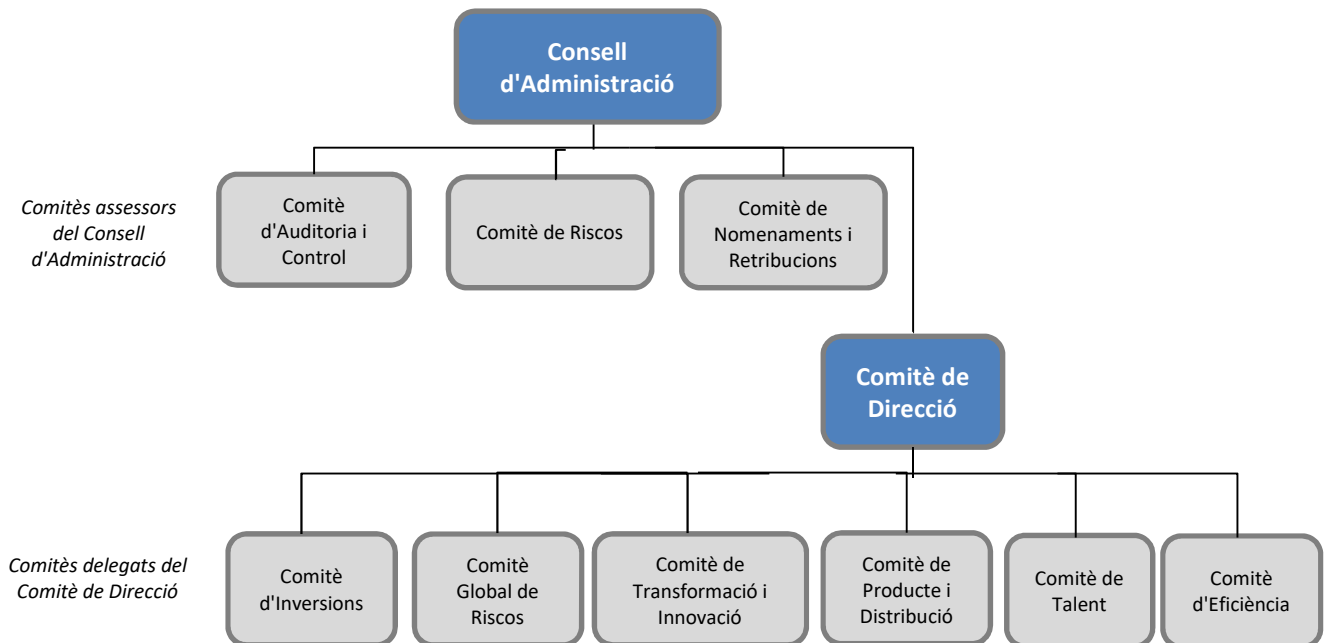 Consell
d'Administració
Comitès assessors
del Consell
d'Administració
Comitè
d'Auditoria i
Control
Comitè de Riscos
Comitè de
Nomenaments i
Retribucions
Comitè de
Direcció
Comitès delegats del
Comitè de Direcció
Comitè
d'Inversions
Comitè
Global de
Riscos
Comitè de
Transformació i
Innovació
Comitè de
Producte i
Distribució
Comitè de
Talent
Comitè
d'Eficiència